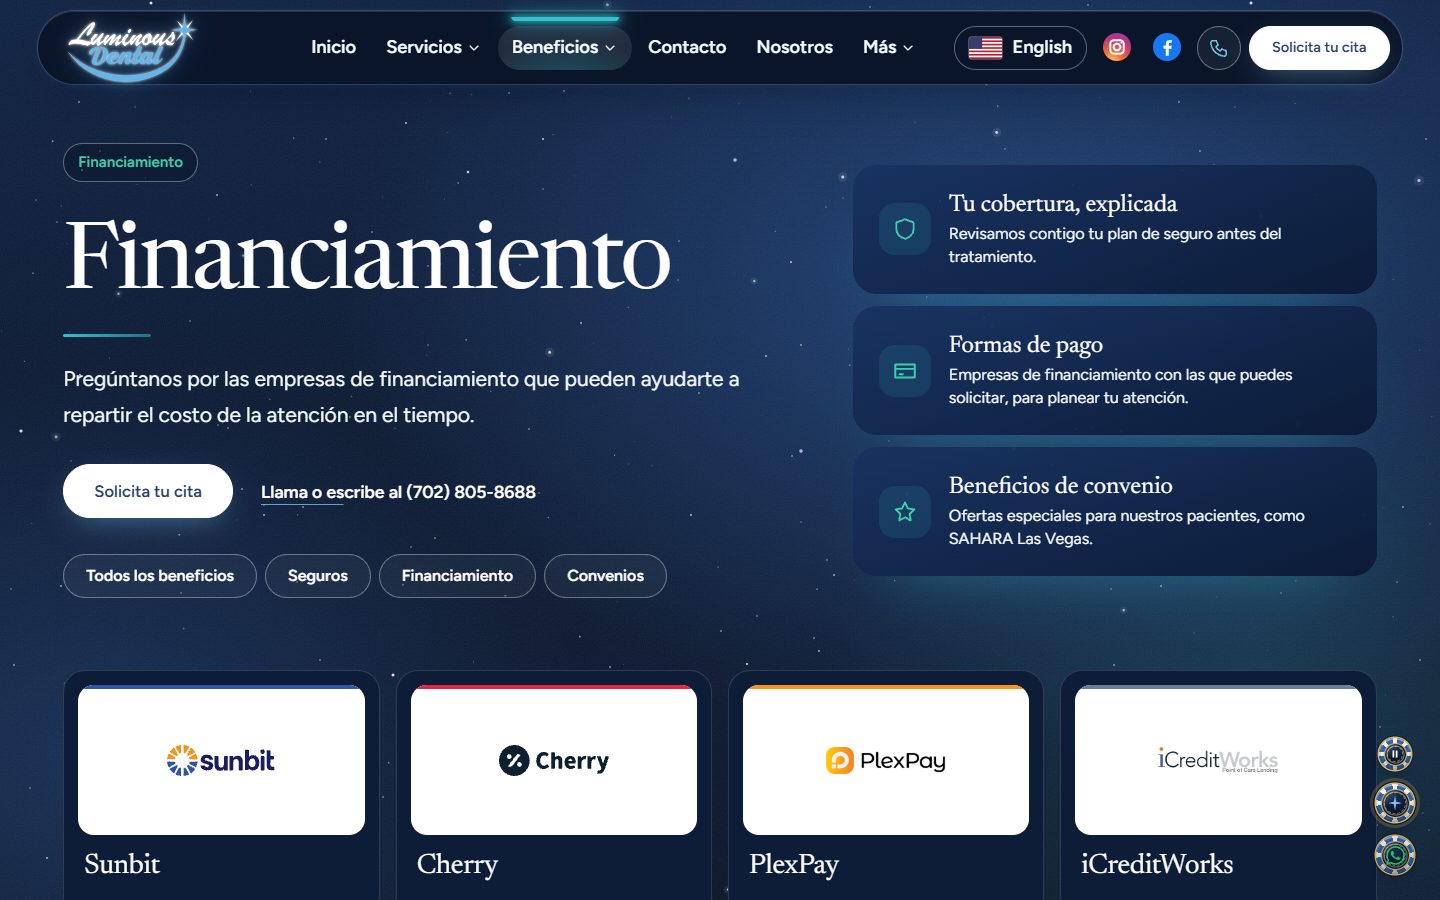 Luminous
Dental
Inicio
Servicios
Beneficios
Contacto
Nosotros
Más
English
Solicita tu cita
Financiamiento
Financiamiento
Pregúntanos por las empresas de financiamiento que pueden ayudarte a
repartir el costo de la atención en el tiempo.
Solicita tu cita
Llama o escribe al (702) 805-8688
Todos los beneficios
Seguros
Financiamiento
Convenios
Tu cobertura, explicada
Revisamos contigo tu plan de seguro antes del
tratamiento.
Formas de pago
Empresas de financiamiento con las que puedes
solicitar, para planear tu atención.
Beneficios de convenio
Ofertas especiales para nuestros pacientes, como
SAHARA Las Vegas.
sunbit
Sunbit
Cherry
Cherry
PlexPay
PlexPay
iCreditWorks
Point of Care Lending
iCreditWorks